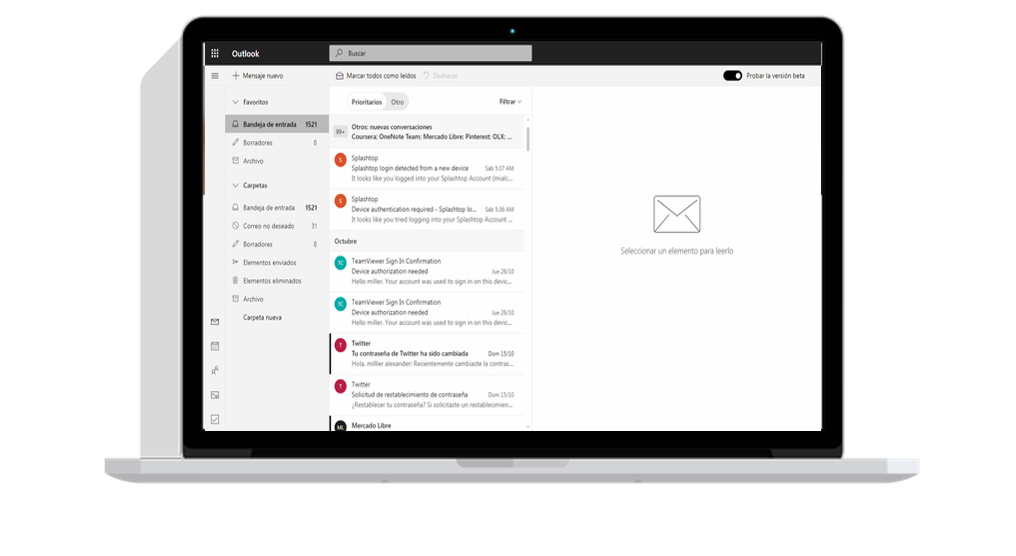 Outlook
Buscar
Mensaje nuevo
Marcar todos como leídos
Deshacer
Probar la versión beta
Favoritos
Bandeja de entrada 1521
Borradores 8
Archivo
Carpetas
Bandeja de entrada 1521
Correo no deseado 31
Borradores 8
Elementos enviados
Elementos eliminados
Archivo
Carpeta nueva
Prioritarios Otro
Filtrar
99+
Otros: nuevas conversaciones
Coursera; OneNote Team; Mercado Libre; Pinterest; OLX; ...
S
Splashtop
Splashtop login detected from a new device Sáb 5:37 AM
It looks like you logged into your Splashtop Account (mialc...
S
Splashtop
Device authentication required - Splashtop lo... Sáb 5:36 AM
It looks like you tried logging into your Splashtop Account ...
Octubre
TC
TeamViewer Sign In Confirmation
Device authorization needed Jue 26/10
Hello miller, Your account was used to sign in on this devic...
TC
TeamViewer Sign In Confirmation
Device authorization needed Jue 26/10
Hello miller, Your account was used to sign in on this devic...
T
Twitter
Tu contraseña de Twitter ha sido cambiada Dom 15/10
Hola, milller alexander: Recientemente cambiaste la contras...
T
Twitter
Solicitud de restablecimiento de contraseña Dom 15/10
¿Restablecer tu contraseña? Si solicitaste un restablecimien...
ML
Mercado Libre
Seleccionar un elemento para leerlo